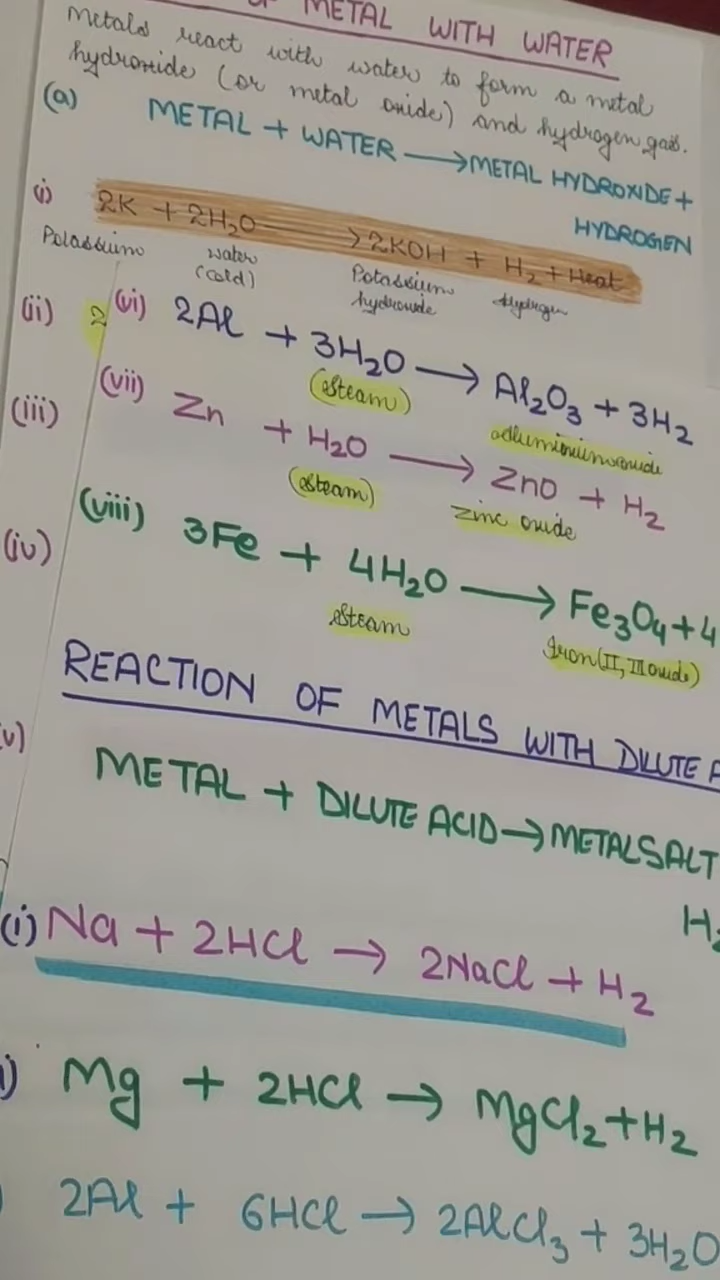 OF METAL WITH WATER
Metals react with water to form a metal
hydroxide (or metal oxide) and hydrogen gas.
(a) METAL + WATER ⟶ METAL HYDROXIDE +
HYDROGEN
(i) 2K + 2H₂O ⟶ 2KOH + H₂ + Heat
Potassium water Potassium Hydrogen
(cold) hydroxide
(ii) 2 (vi) 2Al + 3H₂O ⟶ Al₂O₃ + 3H₂
(steam) aluminium oxide
(iii) (vii) Zn + H₂O ⟶ ZnO + H₂
(steam) Zinc oxide
(iv) (viii) 3Fe + 4H₂O ⟶ Fe₃O₄ + 4
steam Iron (II, III oxide)
REACTION OF METALS WITH DILUTE A
(v)
METAL + DILUTE ACID → METAL SALT
H₂
(i) Na + 2HCl → 2NaCl + H₂
i) Mg + 2HCl → MgCl₂ + H₂
) 2Al + 6HCl → 2AlCl₃ + 3H₂O